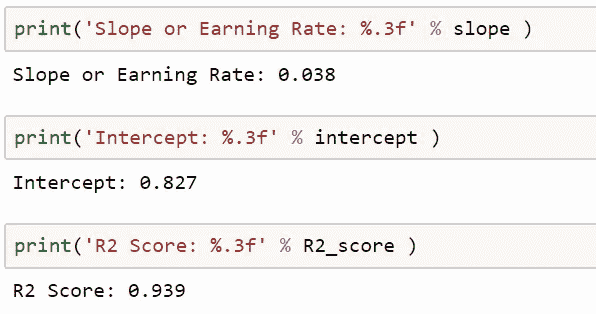 print('Slope or Earning Rate: %.3f' % slope )
Slope or Earning Rate: 0.038
print('Intercept: %.3f' % intercept )
Intercept: 0.827
print('R2 Score: %.3f' % R2_score )
R2 Score: 0.939